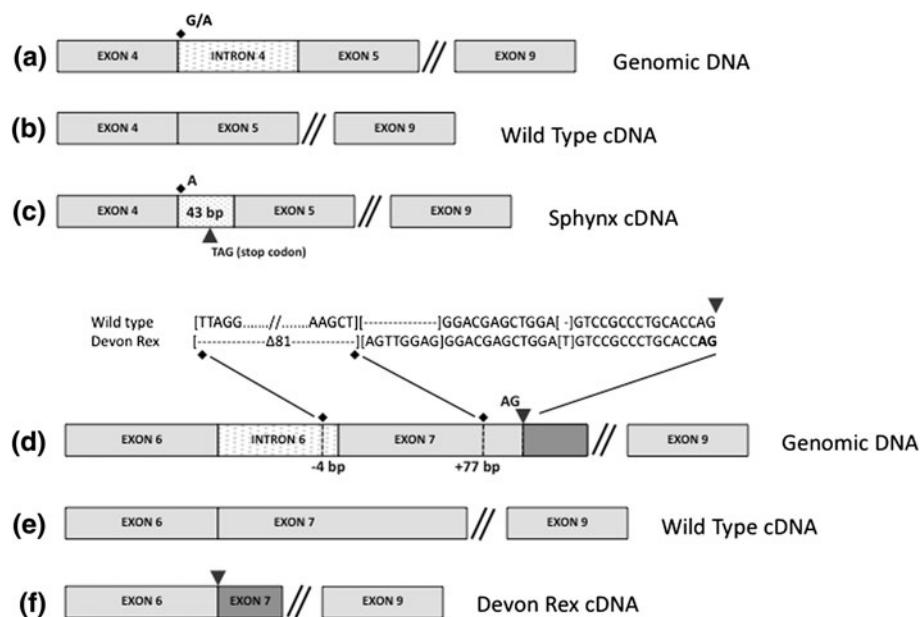 G/A
(a) EXON 4 INTRON 4 EXON 5 // EXON 9 Genomic DNA
(b) EXON 4 EXON 5 // EXON 9 Wild Type cDNA
A
(c) EXON 4 43 bp EXON 5 // EXON 9 Sphynx cDNA
TAG (stop codon)
Wild type [TTAGG.......//.......AAGCT][------------]GGACGAGCTGGA[ -]GTCCGCCCTGCACCAG
Devon Rex [--------------Δ81--------------][AGTTGGAG]GGACGAGCTGGA[T]GTCCGCCCTGCACCAG
AG
(d) EXON 6 INTRON 6 EXON 7 // EXON 9 Genomic DNA
-4 bp +77 bp
(e) EXON 6 EXON 7 // EXON 9 Wild Type cDNA
(f) EXON 6 EXON 7 // EXON 9 Devon Rex cDNA